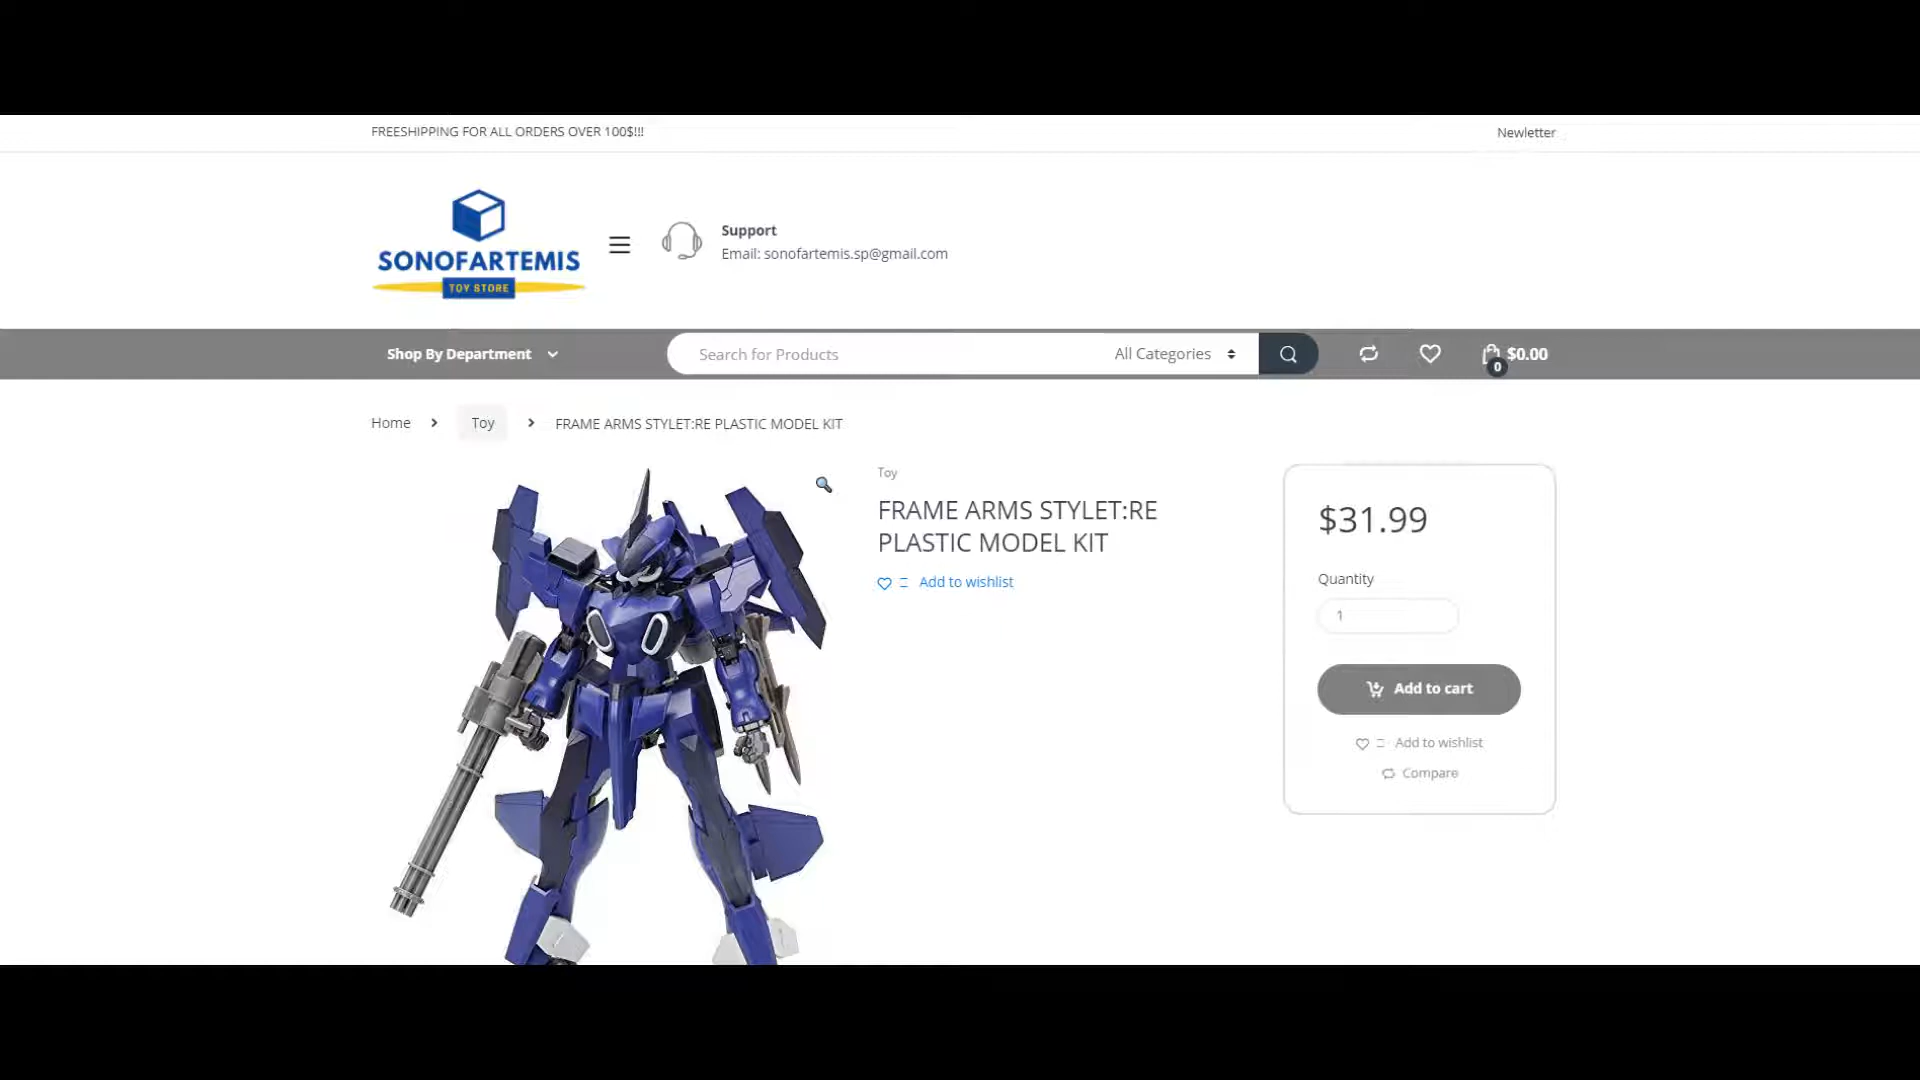 FREESHIPPING FOR ALL ORDERS OVER 100$!!!
Newletter
SONOFARTEMIS
TOY STORE
Support
Email: sonofartemis.sp@gmail.com
Shop By Department
Search for Products
All Categories
0
$0.00
Home
Toy
FRAME ARMS STYLET:RE PLASTIC MODEL KIT
Toy
FRAME ARMS STYLET:RE
PLASTIC MODEL KIT
Add to wishlist
$31.99
Quantity
1
Add to cart
Add to wishlist
Compare